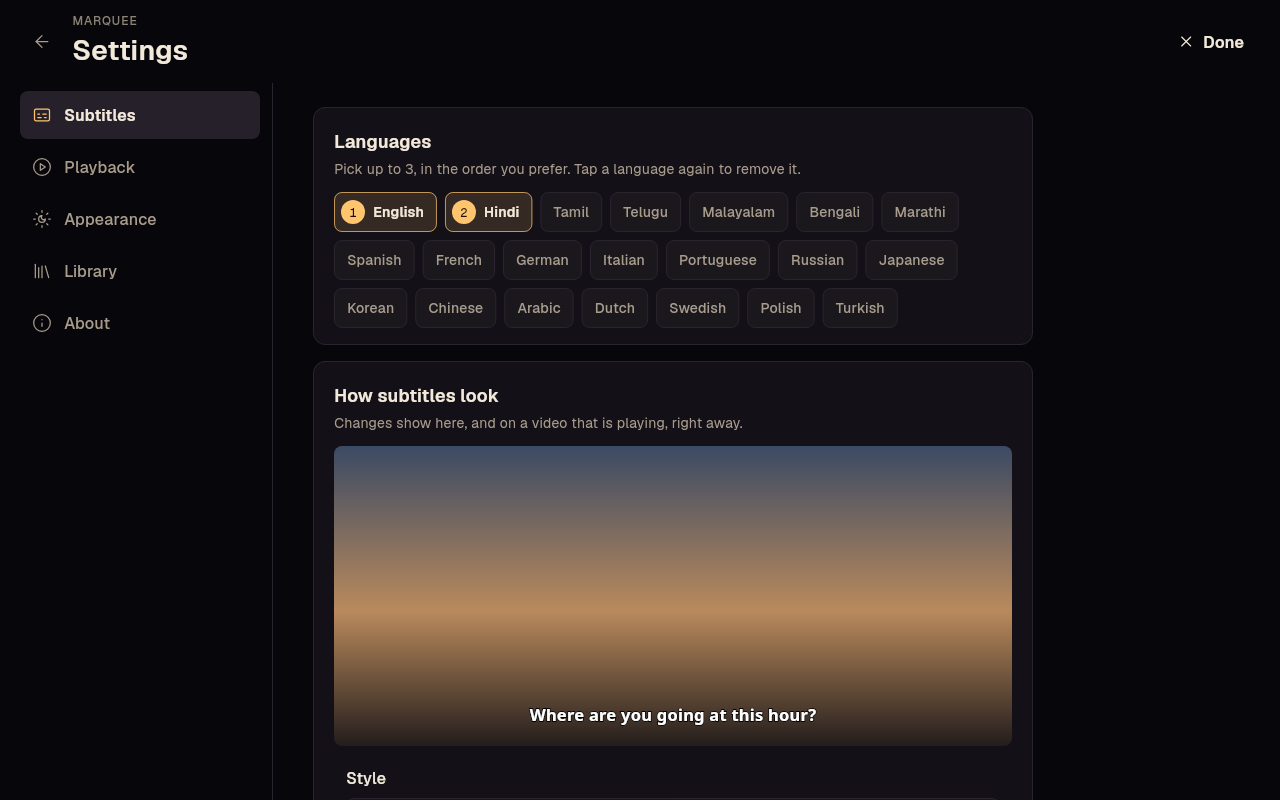 MARQUEE
Settings
Done
Subtitles
Playback
Appearance
Library
About
Languages
Pick up to 3, in the order you prefer. Tap a language again to remove it.
1 English 2 Hindi Tamil Telugu Malayalam Bengali Marathi
Spanish French German Italian Portuguese Russian Japanese
Korean Chinese Arabic Dutch Swedish Polish Turkish
How subtitles look
Changes show here, and on a video that is playing, right away.
Where are you going at this hour?
Style